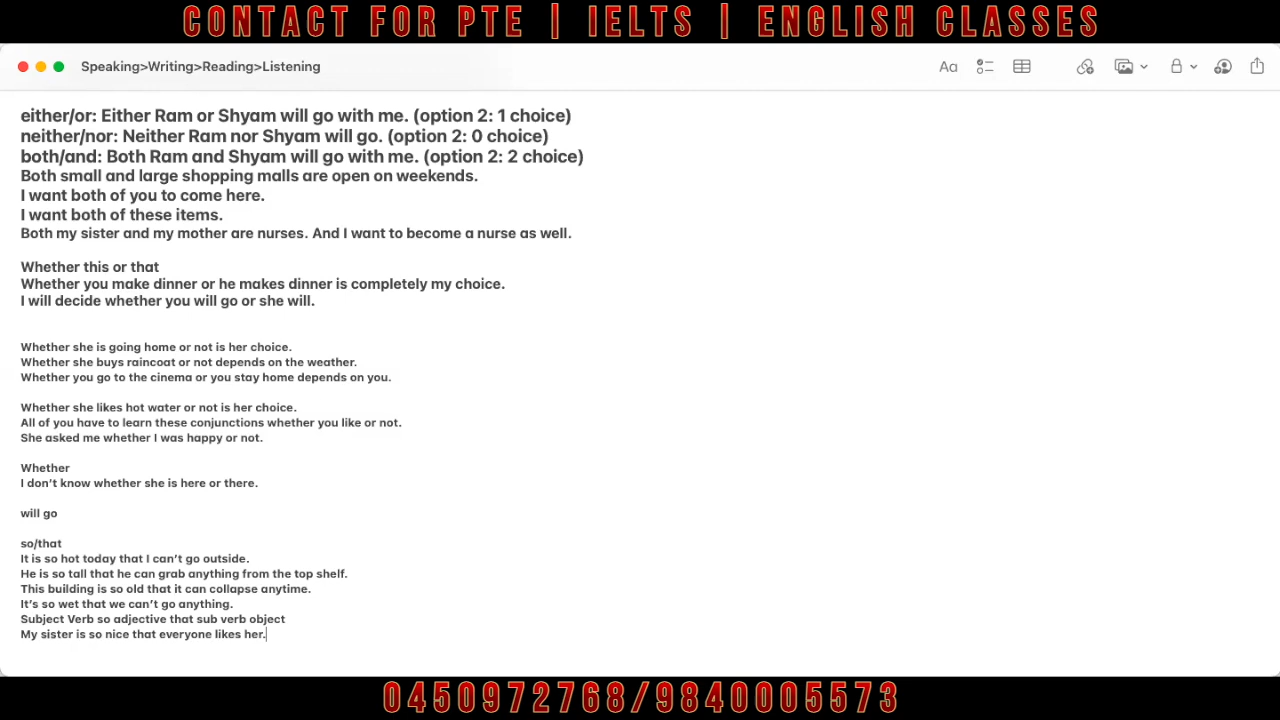 CONTACT FOR PTE | IELTS | ENGLISH CLASSES
Speaking>Writing>Reading>Listening
Aa
either/or: Either Ram or Shyam will go with me. (option 2: 1 choice)
neither/nor: Neither Ram nor Shyam will go. (option 2: 0 choice)
both/and: Both Ram and Shyam will go with me. (option 2: 2 choice)
Both small and large shopping malls are open on weekends.
I want both of you to come here.
I want both of these items.
Both my sister and my mother are nurses. And I want to become a nurse as well.
Whether this or that
Whether you make dinner or he makes dinner is completely my choice.
I will decide whether you will go or she will.
Whether she is going home or not is her choice.
Whether she buys raincoat or not depends on the weather.
Whether you go to the cinema or you stay home depends on you.
Whether she likes hot water or not is her choice.
All of you have to learn these conjunctions whether you like or not.
She asked me whether I was happy or not.
Whether
I don’t know whether she is here or there.
will go
so/that
It is so hot today that I can’t go outside.
He is so tall that he can grab anything from the top shelf.
This building is so old that it can collapse anytime.
It’s so wet that we can’t go anything.
Subject Verb so adjective that sub verb object
My sister is so nice that everyone likes her.
0450972768/9840005573